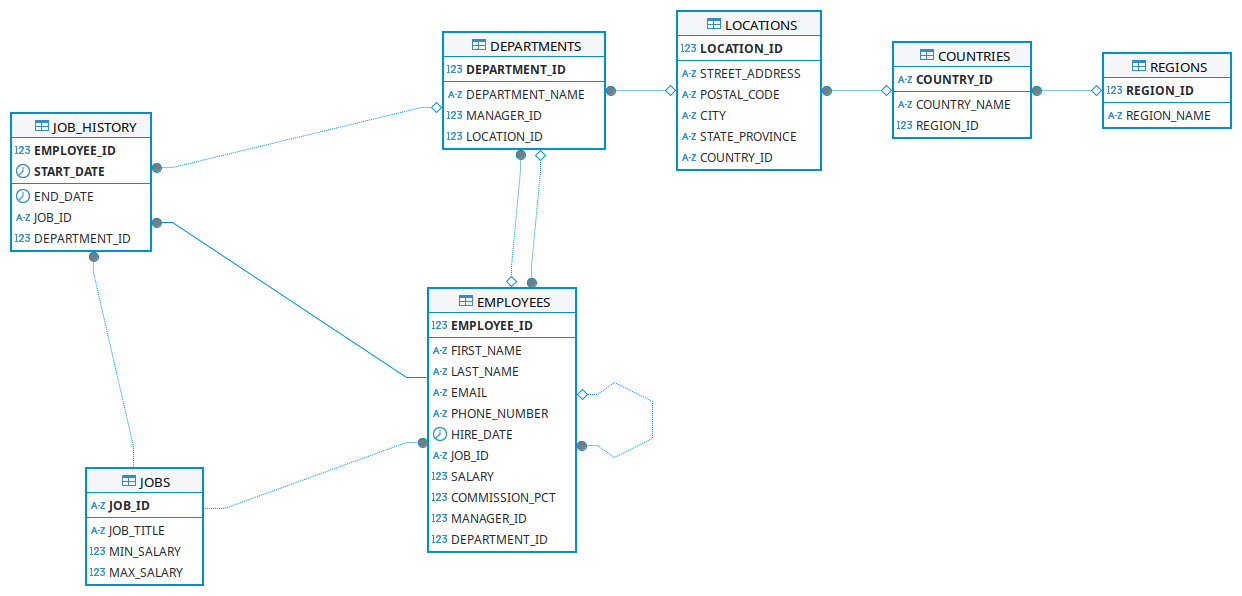 DEPARTMENTS
123 DEPARTMENT_ID
A-Z DEPARTMENT_NAME
123 MANAGER_ID
123 LOCATION_ID
LOCATIONS
123 LOCATION_ID
A-Z STREET_ADDRESS
A-Z POSTAL_CODE
A-Z CITY
A-Z STATE_PROVINCE
A-Z COUNTRY_ID
COUNTRIES
A-Z COUNTRY_ID
A-Z COUNTRY_NAME
123 REGION_ID
REGIONS
123 REGION_ID
A-Z REGION_NAME
JOB_HISTORY
123 EMPLOYEE_ID
START_DATE
END_DATE
A-Z JOB_ID
123 DEPARTMENT_ID
EMPLOYEES
123 EMPLOYEE_ID
A-Z FIRST_NAME
A-Z LAST_NAME
A-Z EMAIL
A-Z PHONE_NUMBER
HIRE_DATE
A-Z JOB_ID
123 SALARY
123 COMMISSION_PCT
123 MANAGER_ID
123 DEPARTMENT_ID
JOBS
A-Z JOB_ID
A-Z JOB_TITLE
123 MIN_SALARY
123 MAX_SALARY